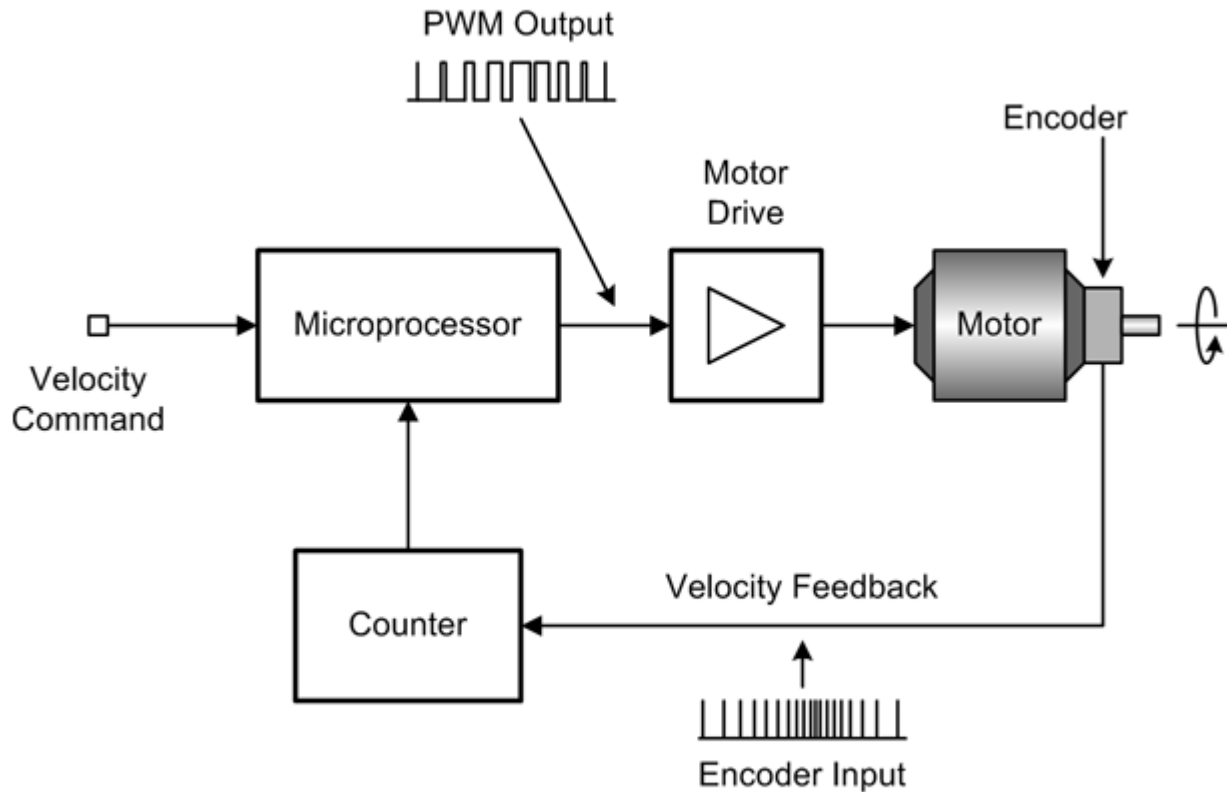 PWM Output
Encoder
Motor
Drive
Microprocessor
Motor
Velocity
Command
Counter
Velocity Feedback
Encoder Input